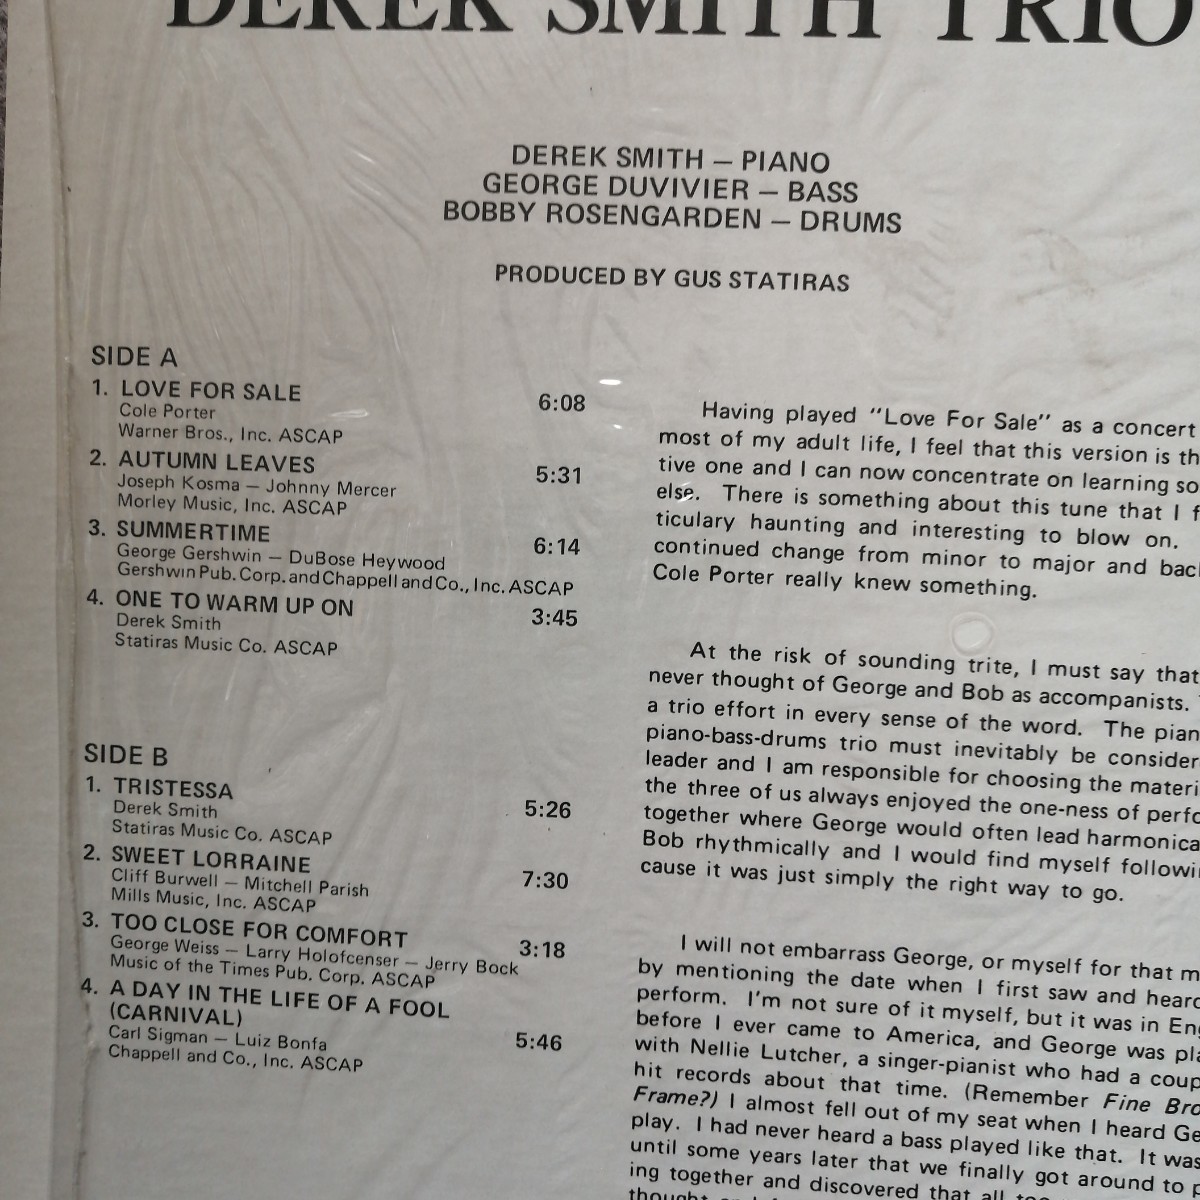 DEREK SMITH TRIO
DEREK SMITH — PIANO
GEORGE DUVIVIER — BASS
BOBBY ROSENGARDEN — DRUMS
PRODUCED BY GUS STATIRAS
SIDE A
1. LOVE FOR SALE 6:08
Cole Porter
Warner Bros., Inc. ASCAP
2. AUTUMN LEAVES 5:31
Joseph Kosma — Johnny Mercer
Morley Music, Inc. ASCAP
3. SUMMERTIME 6:14
George Gershwin — DuBose Heywood
Gershwin Pub. Corp. and Chappell and Co., Inc. ASCAP
4. ONE TO WARM UP ON 3:45
Derek Smith
Statiras Music Co. ASCAP
SIDE B
1. TRISTESSA 5:26
Derek Smith
Statiras Music Co. ASCAP
2. SWEET LORRAINE 7:30
Cliff Burwell — Mitchell Parish
Mills Music, Inc. ASCAP
3. TOO CLOSE FOR COMFORT 3:18
George Weiss — Larry Holofcenser — Jerry Bock
Music of the Times Pub. Corp. ASCAP
4. A DAY IN THE LIFE OF A FOOL
(CARNIVAL) 5:46
Carl Sigman — Luiz Bonfa
Chappell and Co., Inc. ASCAP
Having played "Love For Sale" as a concert
most of my adult life, I feel that this version is th
tive one and I can now concentrate on learning so
else. There is something about this tune that I f
ticulary haunting and interesting to blow on.
continued change from minor to major and bac
Cole Porter really knew something.
At the risk of sounding trite, I must say that
never thought of George and Bob as accompanists.
a trio effort in every sense of the word. The pian
piano-bass-drums trio must inevitably be consider
leader and I am responsible for choosing the materi
the three of us always enjoyed the one-ness of perfo
together where George would often lead harmonica
Bob rhythmically and I would find myself followi
cause it was just simply the right way to go.
I will not embarrass George, or myself for that m
by mentioning the date when I first saw and heard
perform. I'm not sure of it myself, but it was in Eng
before I ever came to America, and George was pla
with Nellie Lutcher, a singer-pianist who had a coup
hit records about that time. (Remember Fine Bro
Frame?) I almost fell out of my seat when I heard Ge
play. I had never heard a bass played like that. It was
until some years later that we finally got around to p
ing together and discovered that all